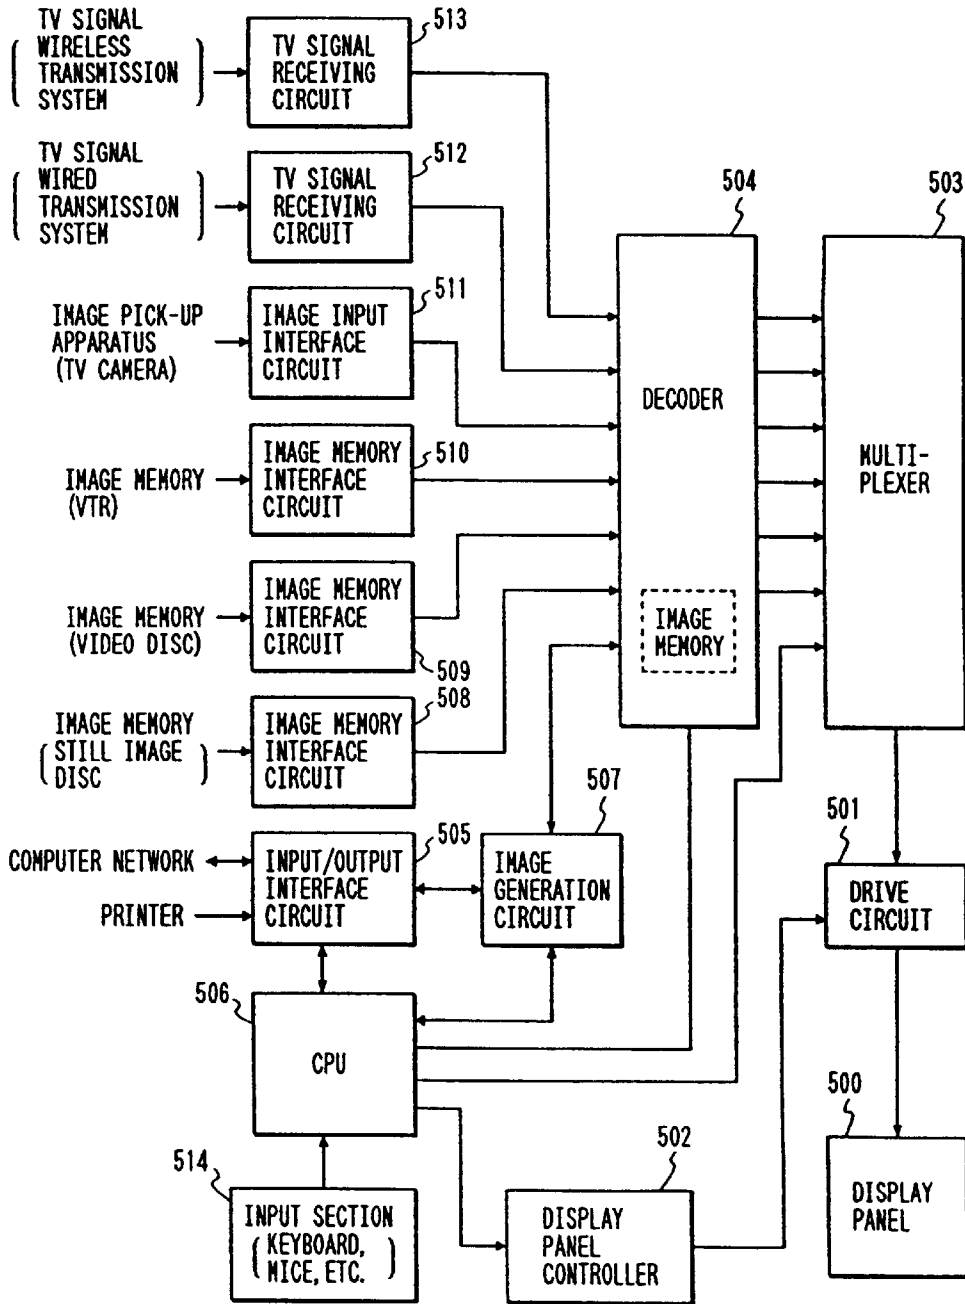 TV SIGNAL
WIRELESS
TRANSMISSION
SYSTEM
TV SIGNAL
RECEIVING
CIRCUIT
513
TV SIGNAL
WIRED
TRANSMISSION
SYSTEM
TV SIGNAL
RECEIVING
CIRCUIT
512
IMAGE PICK-UP
APPARATUS
(TV CAMERA)
IMAGE INPUT
INTERFACE
CIRCUIT
511
IMAGE MEMORY
(VTR)
IMAGE MEMORY
INTERFACE
CIRCUIT
510
IMAGE MEMORY
(VIDEO DISC)
IMAGE MEMORY
INTERFACE
CIRCUIT
509
IMAGE MEMORY
(STILL IMAGE
DISC)
IMAGE MEMORY
INTERFACE
CIRCUIT
508
504
DECODER
IMAGE
MEMORY
503
MULTI-
PLEXER
COMPUTER NETWORK
PRINTER
INPUT/OUTPUT
INTERFACE
CIRCUIT
505
IMAGE
GENERATION
CIRCUIT
507
501
DRIVE
CIRCUIT
506
CPU
500
DISPLAY
PANEL
514
INPUT SECTION
(KEYBOARD,
MICE, ETC.)
502
DISPLAY
PANEL
CONTROLLER